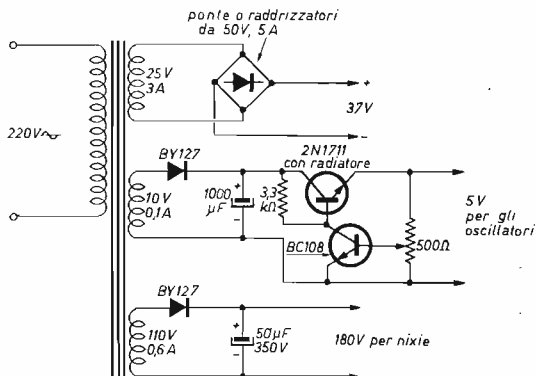 ponte o raddrizzatori
da 50V, 5A
25V
3A
+
37V
-
220V~
2N1711
con radiatore
BY127
10V
0,1A
+
1000
µF
-
3,3
kΩ
BC108
500Ω
5V
per gli
oscillatori
BY127
110V
0,6A
+
50µF
350V
-
180V per nixie